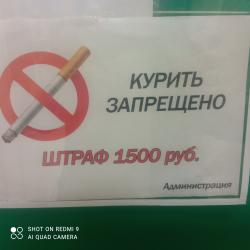 КУРИТЬ
ЗАПРЕЩЕНО
ШТРАФ 1500 руб.
Администрация
SHOT ON REDMI 9
AI QUAD CAMERA